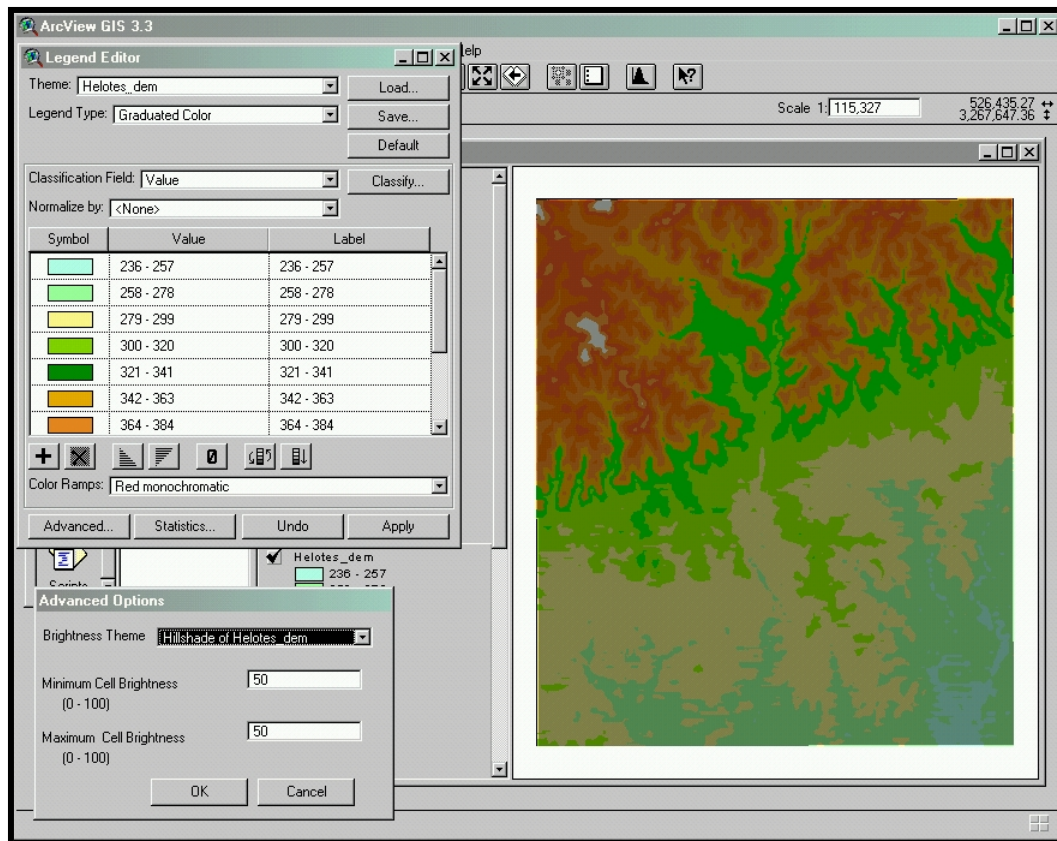 ArcView GIS 3.3
Legend Editor
elp
Theme: Helotes_dem
Load...
Legend Type: Graduated Color
Save...
Default
Scale 1: 115,327
526,435.27
3,267,647.36
Classification Field: Value
Classify...
Normalize by: <None>
Symbol Value Label
236 - 257 236 - 257
258 - 278 258 - 278
279 - 299 279 - 299
300 - 320 300 - 320
321 - 341 321 - 341
342 - 363 342 - 363
364 - 384 364 - 384
Color Ramps: Red monochromatic
Advanced... Statistics... Undo Apply
Helotes_dem
236 - 257
Scripts
Advanced Options
Brightness Theme Hillshade of Helotes_dem
Minimum Cell Brightness 50
(0 - 100)
Maximum Cell Brightness 50
(0 - 100)
OK Cancel